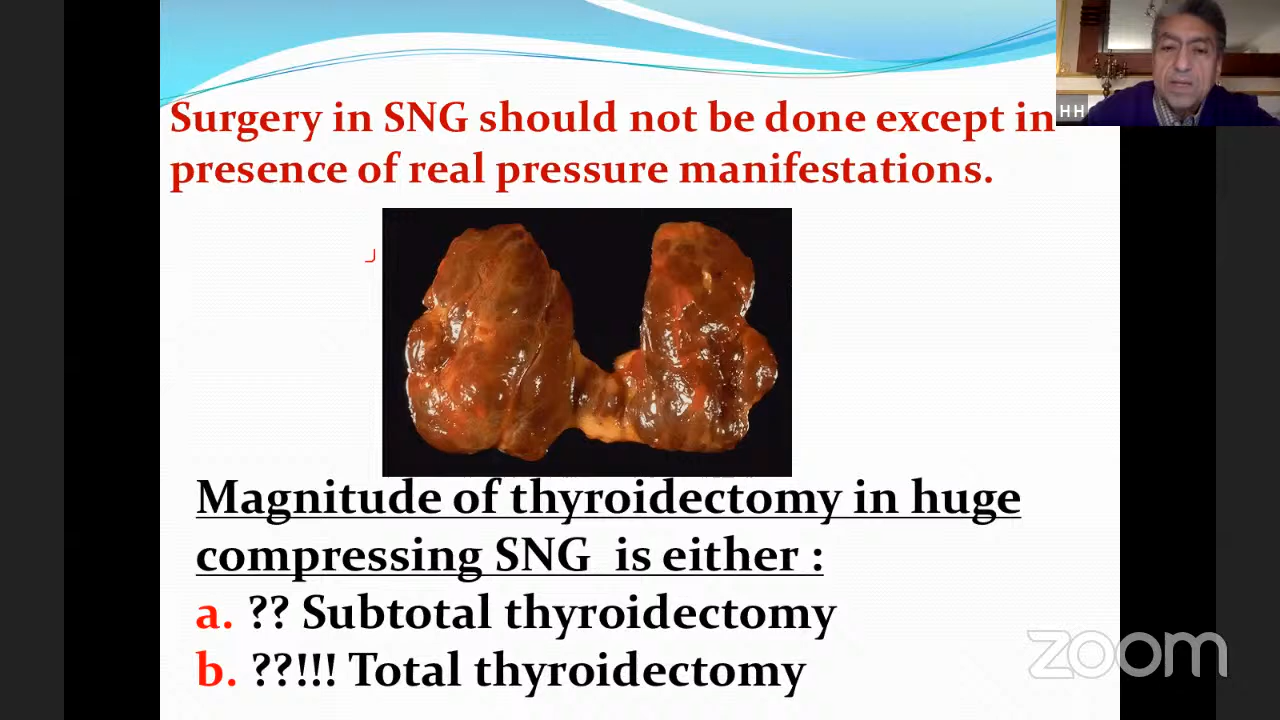 Surgery in SNG should not be done except in
presence of real pressure manifestations.
H H
Magnitude of thyroidectomy in huge
compressing SNG is either :
a. ?? Subtotal thyroidectomy
b. ??!!! Total thyroidectomy
zoom